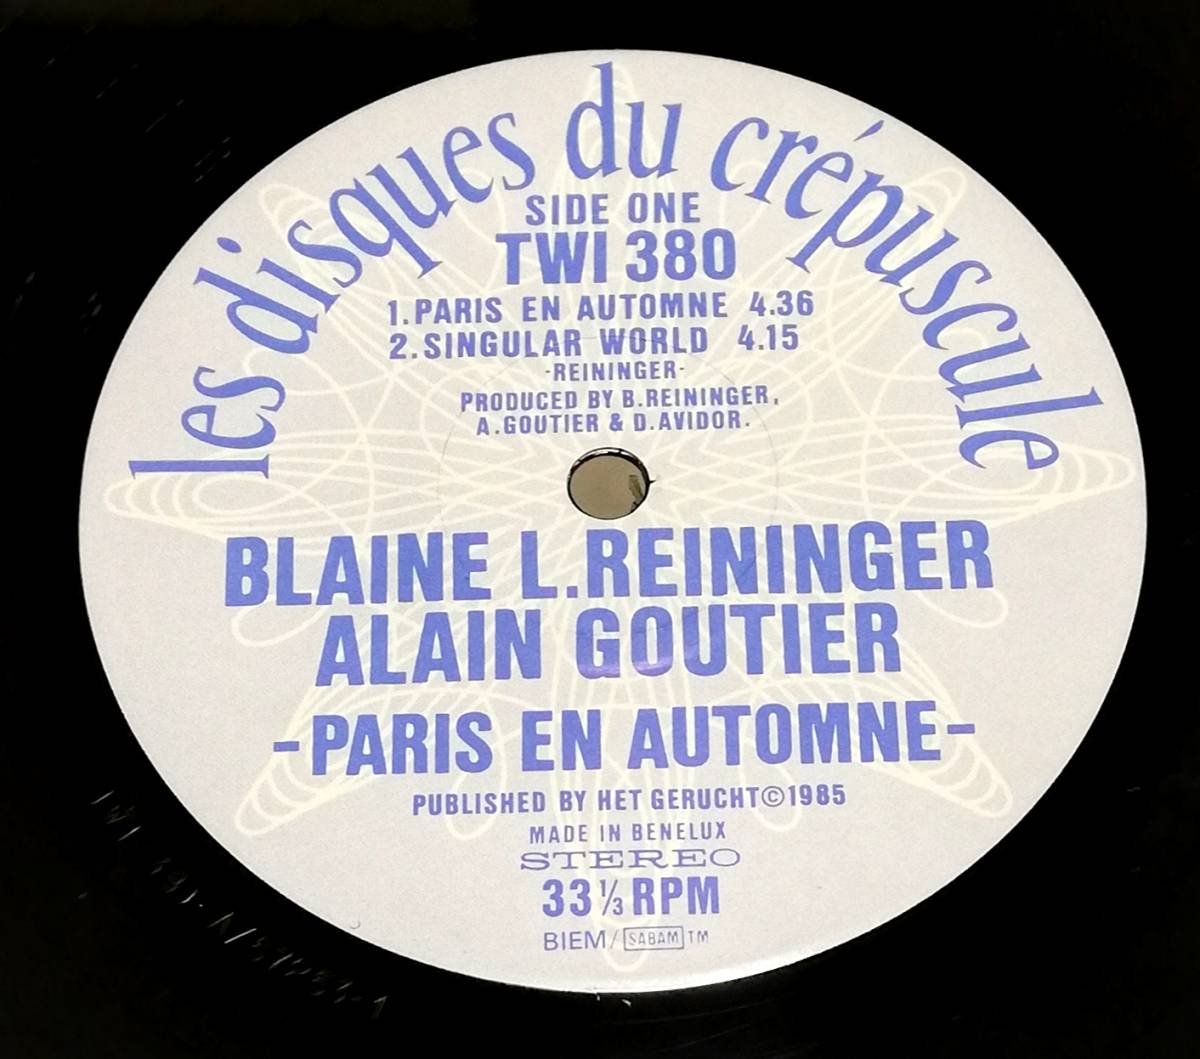 les disques du crépuscule
SIDE ONE
TWI 380
1. PARIS EN AUTOMNE 4.36
2. SINGULAR WORLD 4.15
-REININGER-
PRODUCED BY B.REININGER,
A.GOUTIER & D.AVIDOR.
BLAINE L.REININGER
ALAIN GOUTIER
-PARIS EN AUTOMNE-
PUBLISHED BY HET GERUCHT©1985
MADE IN BENELUX
STEREO
33 ⅓ RPM
BIEM/SABAM TM